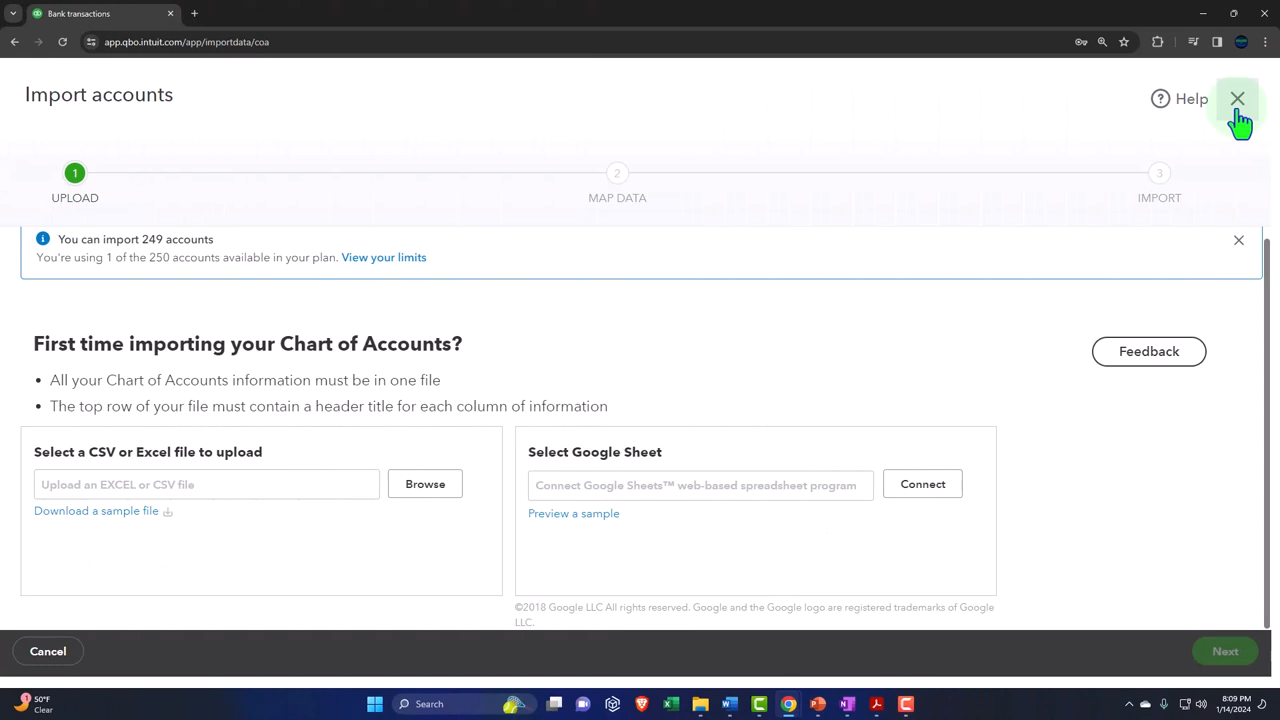 Bank transactions
app.qbo.intuit.com/app/importdata/coa
Import accounts
Help
1
2
3
UPLOAD
MAP DATA
IMPORT
You can import 249 accounts
You're using 1 of the 250 accounts available in your plan. View your limits
First time importing your Chart of Accounts?
Feedback
• All your Chart of Accounts information must be in one file
• The top row of your file must contain a header title for each column of information
Select a CSV or Excel file to upload
Upload an EXCEL or CSV file
Browse
Download a sample file
Select Google Sheet
Connect Google Sheets™ web-based spreadsheet program
Connect
Preview a sample
©2018 Google LLC All rights reserved. Google and the Google logo are registered trademarks of Google
LLC.
Cancel
Next
1
50°F
Clear
Search
8:09 PM
1/14/2024